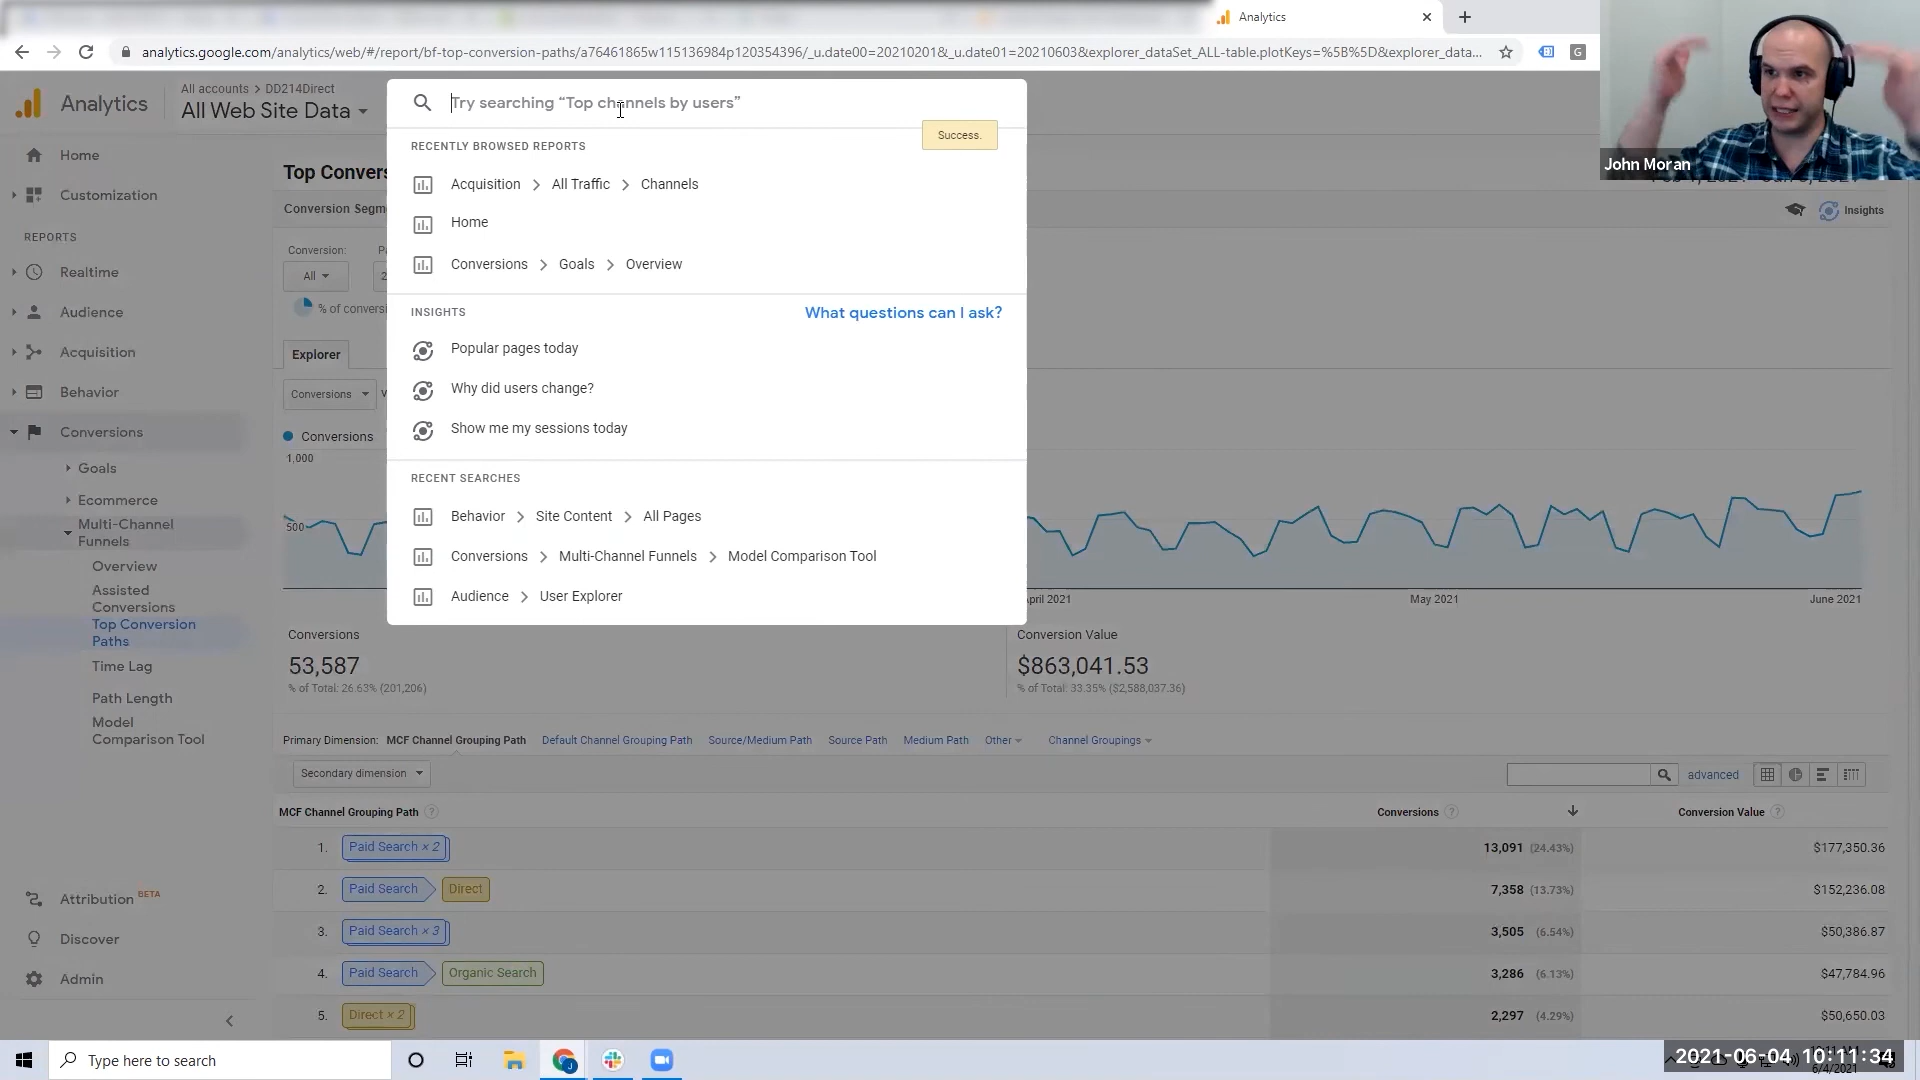 Analytics
analytics.google.com/analytics/web/#/report/bf-top-conversion-paths/a76461865w115136984p120354396/_u.date00=20210201&_u.date01=20210603&explorer_dataSet_ALL-table.plotKeys=%5B%5D&explorer_data...
G
John Moran
Analytics
All accounts > DD214Direct
All Web Site Data
Try searching “Top channels by users”
Success.
RECENTLY BROWSED REPORTS
Acquisition > All Traffic > Channels
Home
Conversions > Goals > Overview
INSIGHTS
What questions can I ask?
Popular pages today
Why did users change?
Show me my sessions today
RECENT SEARCHES
Behavior > Site Content > All Pages
Conversions > Multi-Channel Funnels > Model Comparison Tool
Audience > User Explorer
Home
Customization
REPORTS
Realtime
Audience
Acquisition
Behavior
Conversions
Goals
Ecommerce
Multi-Channel
Funnels
Overview
Assisted
Conversions
Top Conversion
Paths
Time Lag
Path Length
Model
Comparison Tool
Attribution BETA
Discover
Admin
Top Convers
Conversion Segm
Insights
Conversion:
All
% of conversi
Explorer
Conversions
Conversions
1,000
500
April 2021
May 2021
June 2021
Conversions
53,587
% of Total: 26.63% (201,206)
Conversion Value
$863,041.53
% of Total: 33.35% ($2,588,037.36)
Primary Dimension: MCF Channel Grouping Path Default Channel Grouping Path Source/Medium Path Source Path Medium Path Other Channel Groupings
Secondary dimension
advanced
MCF Channel Grouping Path ? Conversions ? Conversion Value ?
1. Paid Search × 2 13,091 (24.43%) $177,350.36
2. Paid Search Direct 7,358 (13.73%) $152,236.08
3. Paid Search × 3 3,505 (6.54%) $50,386.87
4. Paid Search Organic Search 3,286 (6.13%) $47,784.96
5. Direct × 2 2,297 (4.29%) $50,650.03
Type here to search
2021-06-04 10:11:34
6/4/2021